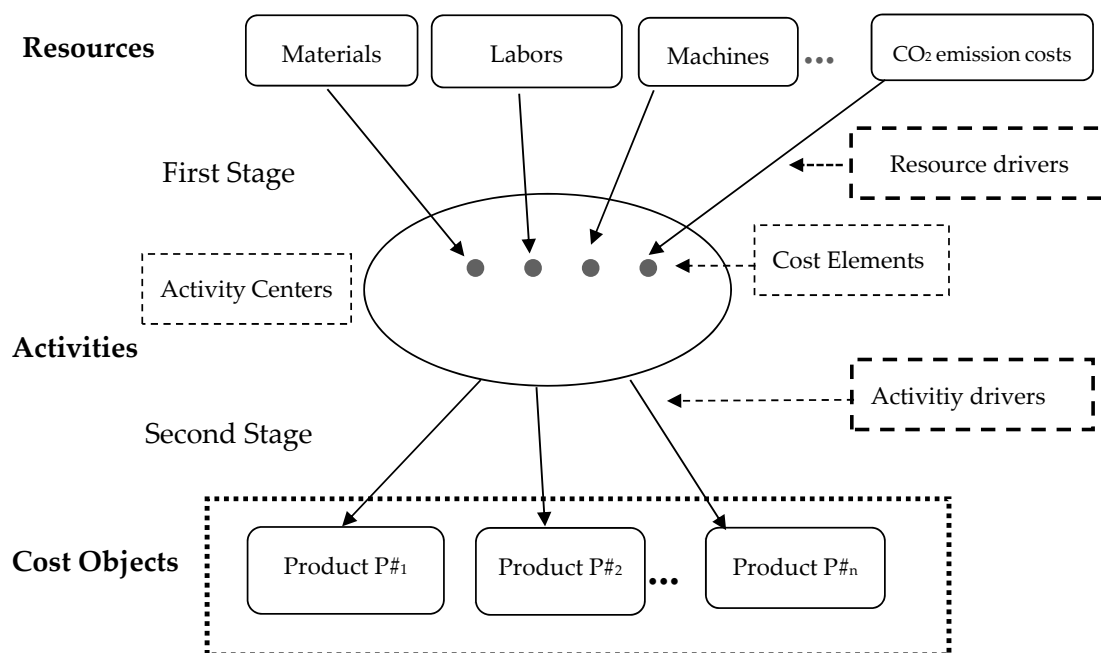 Resources
Materials
Labors
Machines
...
CO₂ emission costs
First Stage
Resource drivers
Cost Elements
Activity Centers
Activities
Activitiy drivers
Second Stage
Cost Objects
Product P#₁
Product P#₂
...
Product P#ₙ